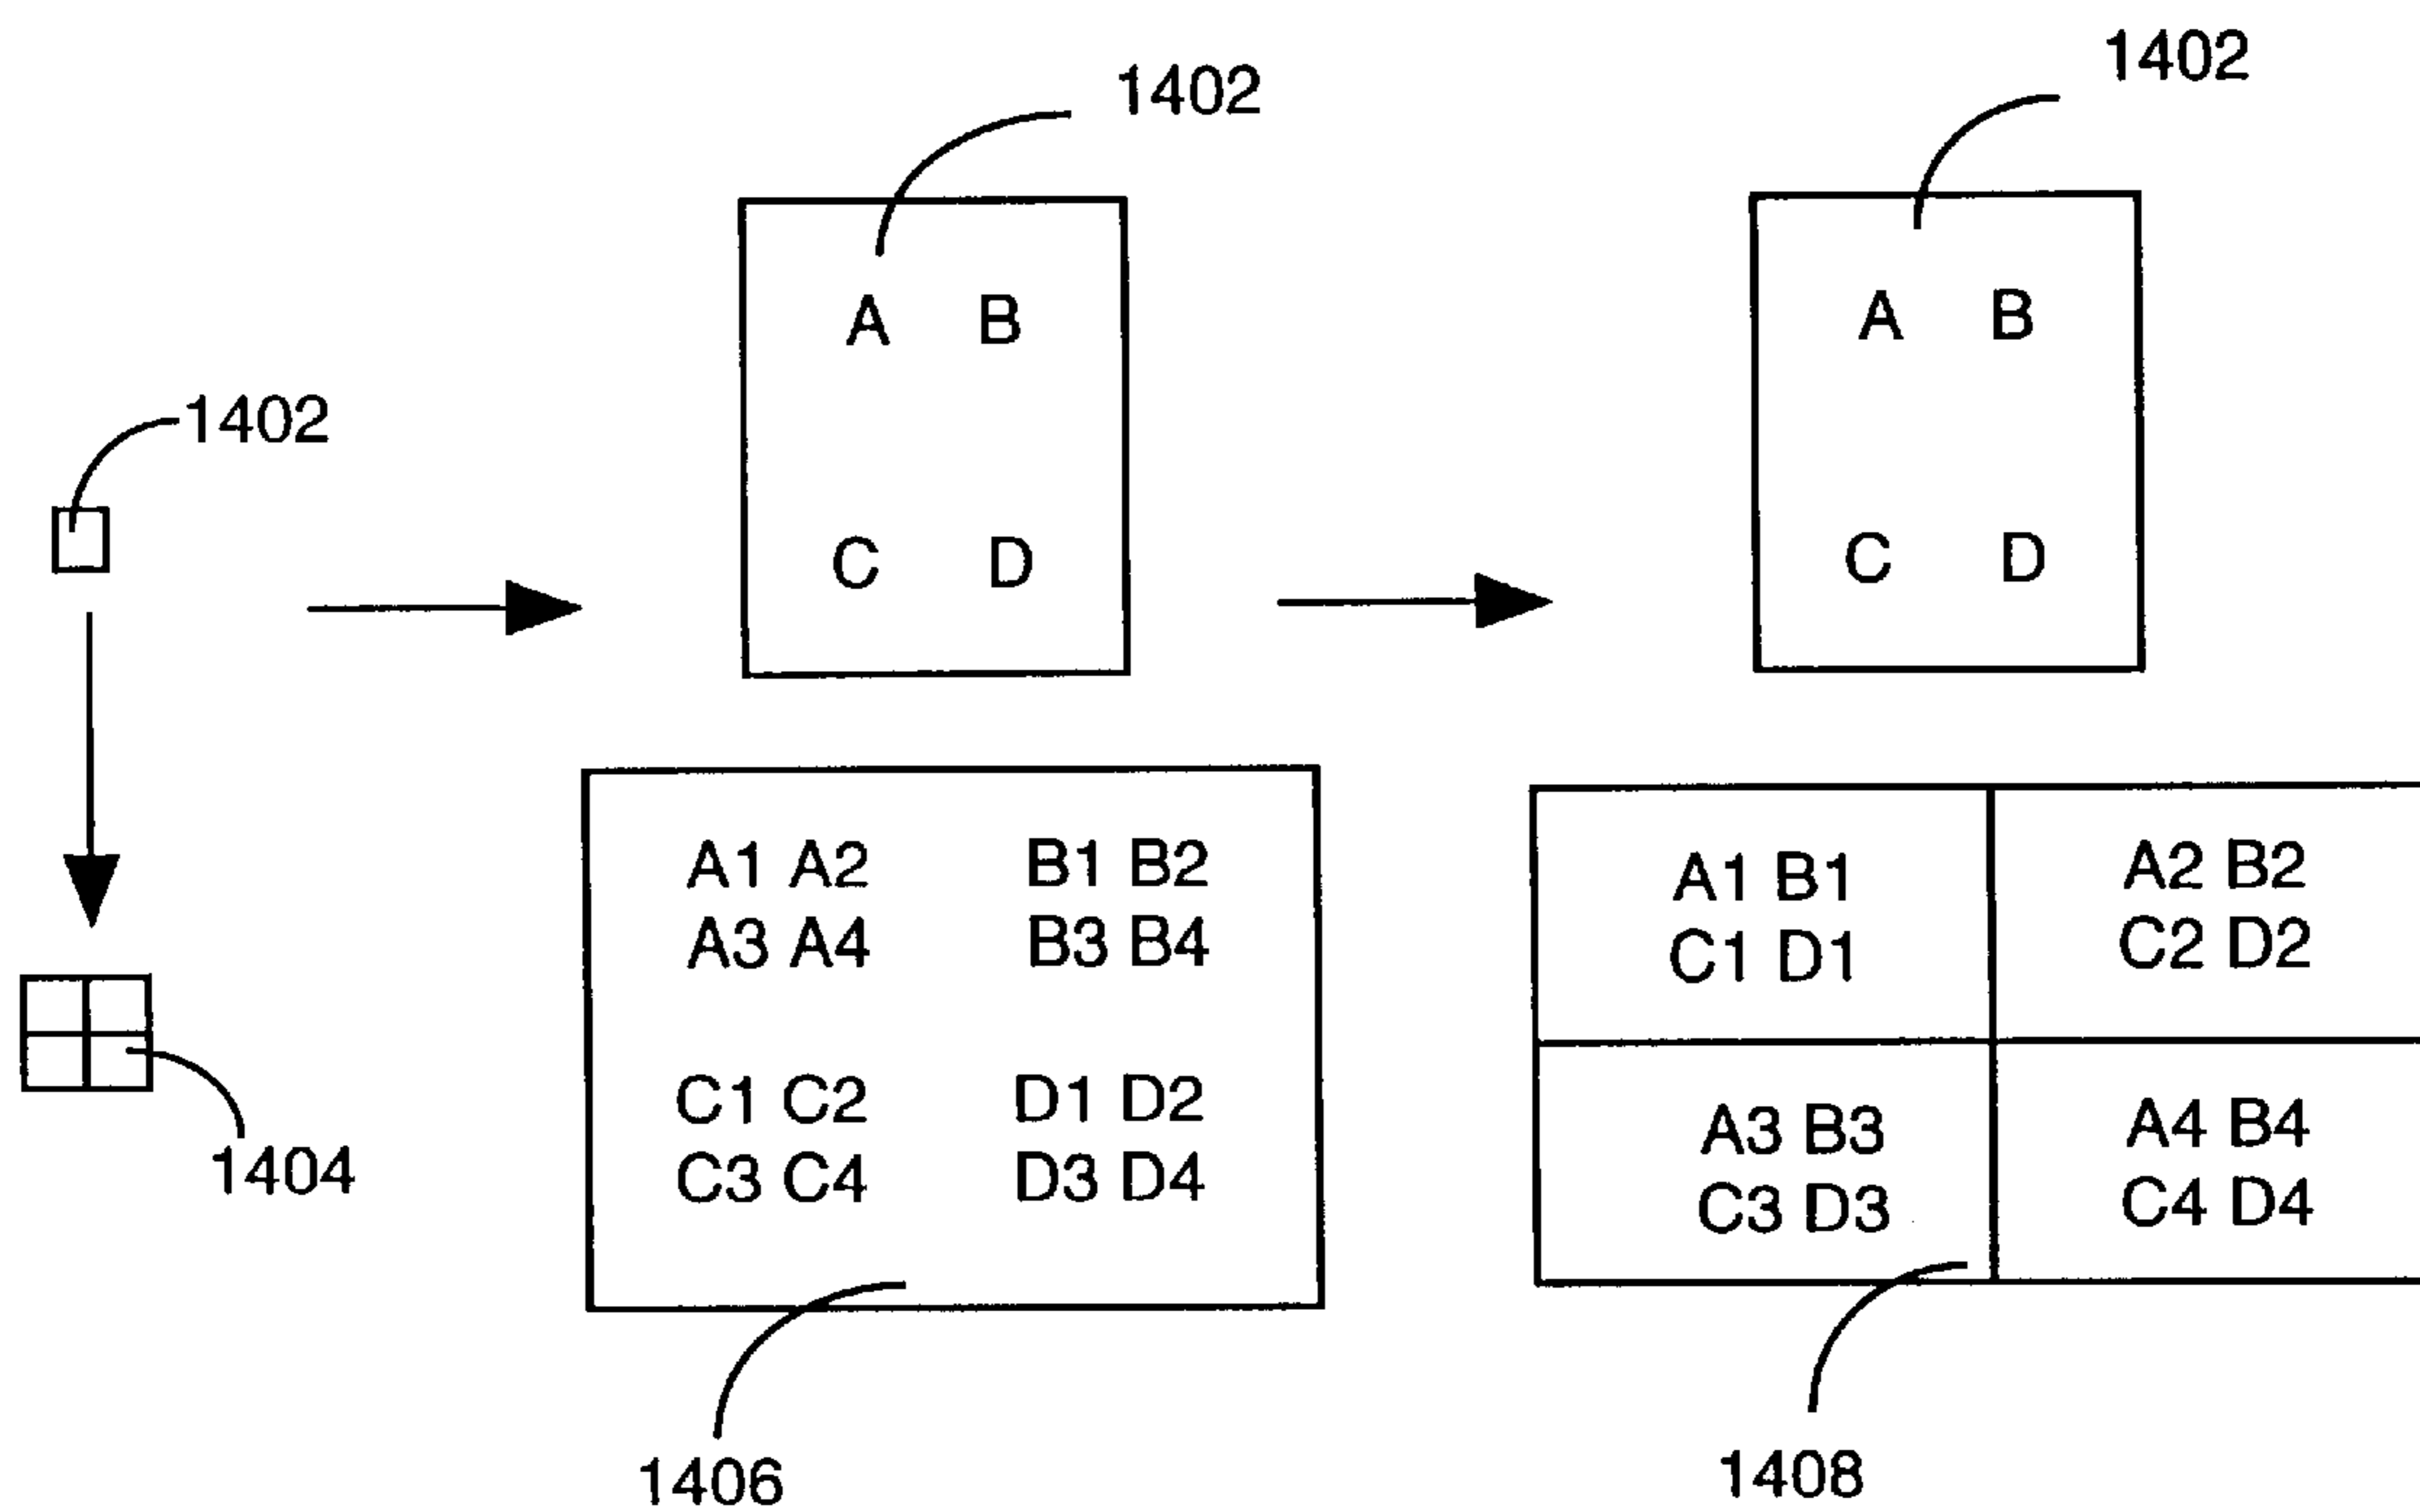 1402
1404
1402
A B
C D
A1 A2 B1 B2
A3 A4 B3 B4
C1 C2 D1 D2
C3 C4 D3 D4
1406
1402
A B
C D
A1 B1
C1 D1
A2 B2
C2 D2
A3 B3
C3 D3
A4 B4
C4 D4
1408